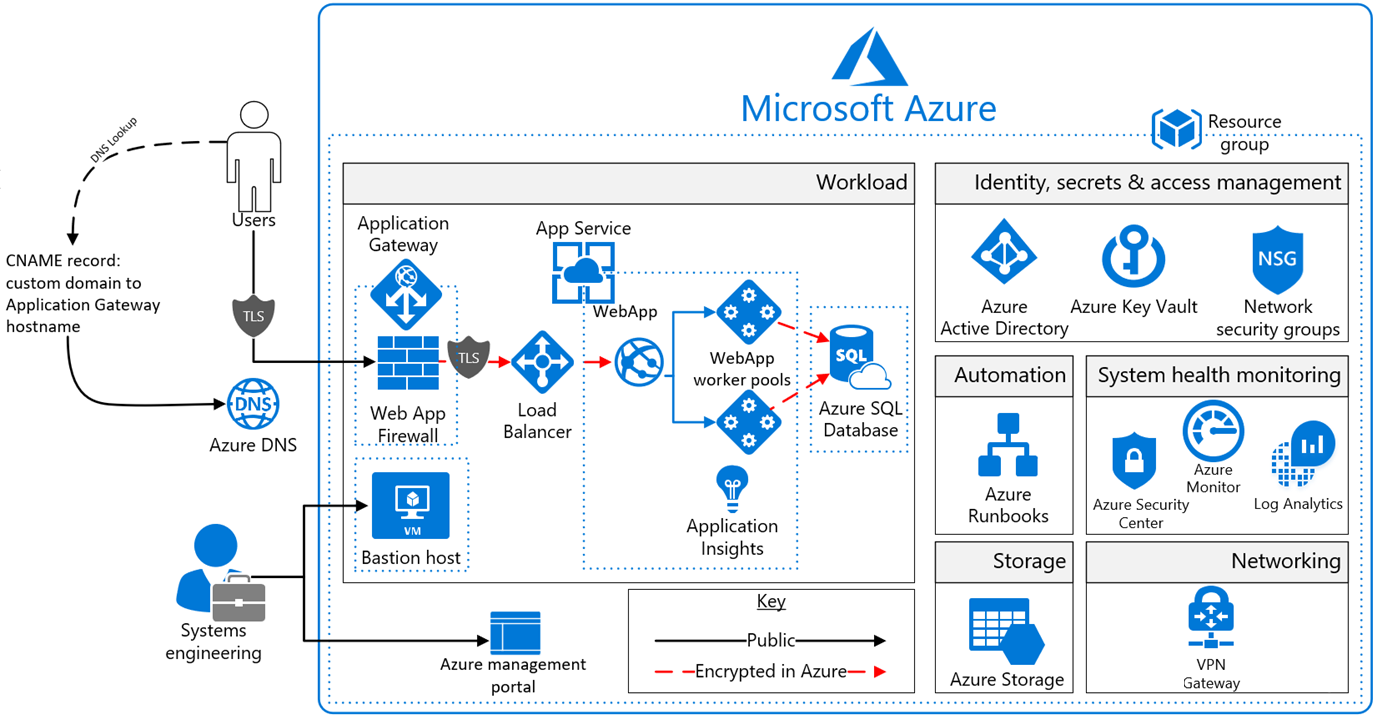 Microsoft Azure
Resource
group
DNS Lookup
Users
CNAME record:
custom domain to
Application Gateway
hostname
TLS
DNS
Azure DNS
Systems
engineering
Workload
Application
Gateway
Web App
Firewall
TLS
Load
Balancer
App Service
WebApp
WebApp
worker pools
SQL
Azure SQL
Database
Application
Insights
VM
Bastion host
Azure management
portal
Key
Public
Encrypted in Azure
Identity, secrets & access management
Azure
Active Directory
Azure Key Vault
NSG
Network
security groups
Automation
Azure
Runbooks
System health monitoring
Azure Security
Center
Azure
Monitor
Log Analytics
Storage
Azure Storage
Networking
VPN
Gateway